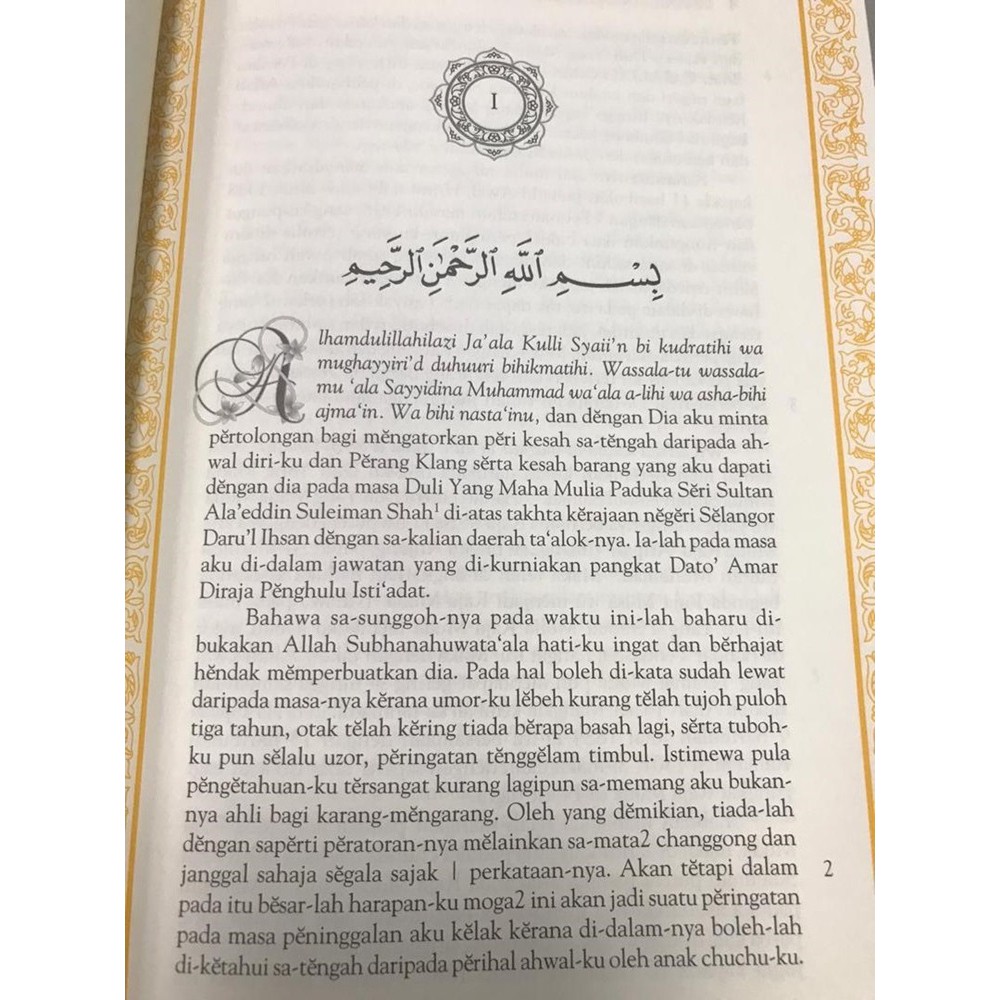 I
بِسْمِ ٱللَّهِ ٱلرَّحْمَٰنِ ٱلرَّحِيمِ
Alhamdulillahilazi Ja’ala Kulli Syaii’n bi kudratihi wa
mughayyiri’d duhuuri bihikmatihi. Wassala-tu wassala-
mu ‘ala Sayyidina Muhammad wa‘ala a-lihi wa asha-bihi
ajma‘in. Wa bihi nasta‘inu, dan dĕngan Dia aku minta
pĕrtolongan bagi mĕngatorkan pĕri kesah sa-tĕngah daripada ah-
wal diri-ku dan Pĕrang Klang sĕrta kesah barang yang aku dapati
dĕngan dia pada masa Duli Yang Maha Mulia Paduka Sĕri Sultan
Ala’eddin Suleiman Shah¹ di-atas takhta kĕrajaan nĕgĕri Sĕlangor
Daru’l Ihsan dĕngan sa-kalian daerah ta‘alok-nya. Ia-lah pada masa
aku di-dalam jawatan yang di-kurniakan pangkat Dato’ Amar
Diraja Pĕnghulu Isti‘adat.
Bahawa sa-sunggoh-nya pada waktu ini-lah baharu di-
bukakan Allah Subhanahuwata‘ala hati-ku ingat dan bĕrhajat
hĕndak mĕmperbuatkan dia. Pada hal boleh di-kata sudah lewat
daripada masa-nya kĕrana umor-ku lĕbeh kurang tĕlah tujoh puloh
tiga tahun, otak tĕlah kĕring tiada bĕrapa basah lagi, sĕrta tuboh-
ku pun sĕlalu uzor, pĕringatan tĕnggĕlam timbul. Istimewa pula
pĕngĕtahuan-ku tĕrsangat kurang lagipun sa-memang aku bukan-
nya ahli bagi karang-mĕngarang. Oleh yang dĕmikian, tiada-lah
dĕngan sapĕrti pĕratoran-nya mĕlainkan sa-mata2 changgong dan
janggal sahaja sĕgala sajak | perkataan-nya. Akan tĕtapi dalam 2
pada itu bĕsar-lah harapan-ku moga2 ini akan jadi suatu pĕringatan
pada masa pĕninggalan aku kĕlak kĕrana di-dalam-nya boleh-lah
di-kĕtahui sa-tĕngah daripada pĕrihal ahwal-ku oleh anak chuchu-ku.